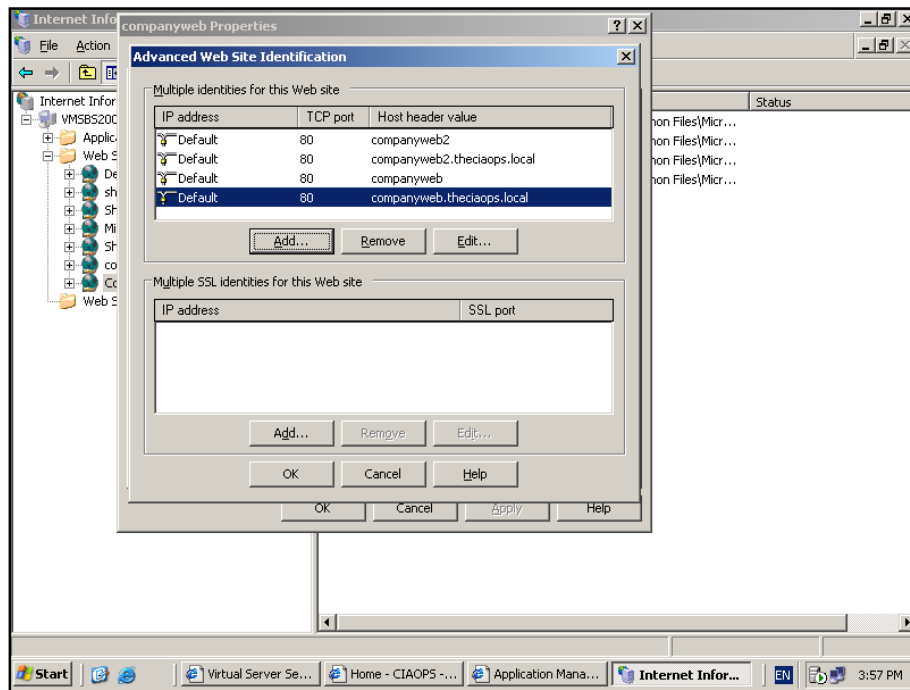 Internet Info
companyweb Properties
File Action
Advanced Web Site Identification
Internet Infor
VMSBS200
Applic
Web S
De
sh
Sh
Mi
Sh
co
Co
Web S
Multiple identities for this Web site
IP address TCP port Host header value
Default 80 companyweb2
Default 80 companyweb2.theciaops.local
Default 80 companyweb
Default 80 companyweb.theciaops.local
Add... Remove Edit...
Multiple SSL identities for this Web site
IP address SSL port
Add... Remove Edit...
OK Cancel Help
OK Cancel Apply Help
Status
non Files\Micr...
non Files\Micr...
non Files\Micr...
non Files\Micr...
Start Virtual Server Se... Home - CIAOPS -... Application Mana... Internet Infor... EN 3:57 PM